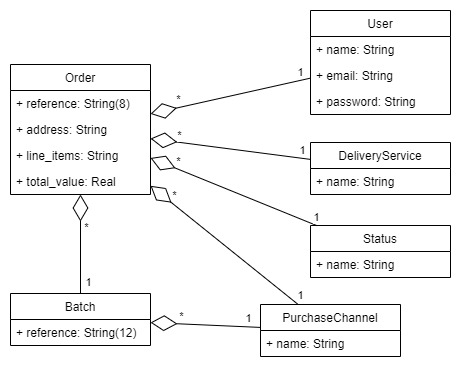 User
+ name: String
+ email: String
+ password: String
Order
+ reference: String(8)
+ address: String
+ line_items: String
+ total_value: Real
*
1
*
1
DeliveryService
+ name: String
*
1
Status
+ name: String
*
1
*
1
Batch
+ reference: String(12)
*
1
PurchaseChannel
+ name: String